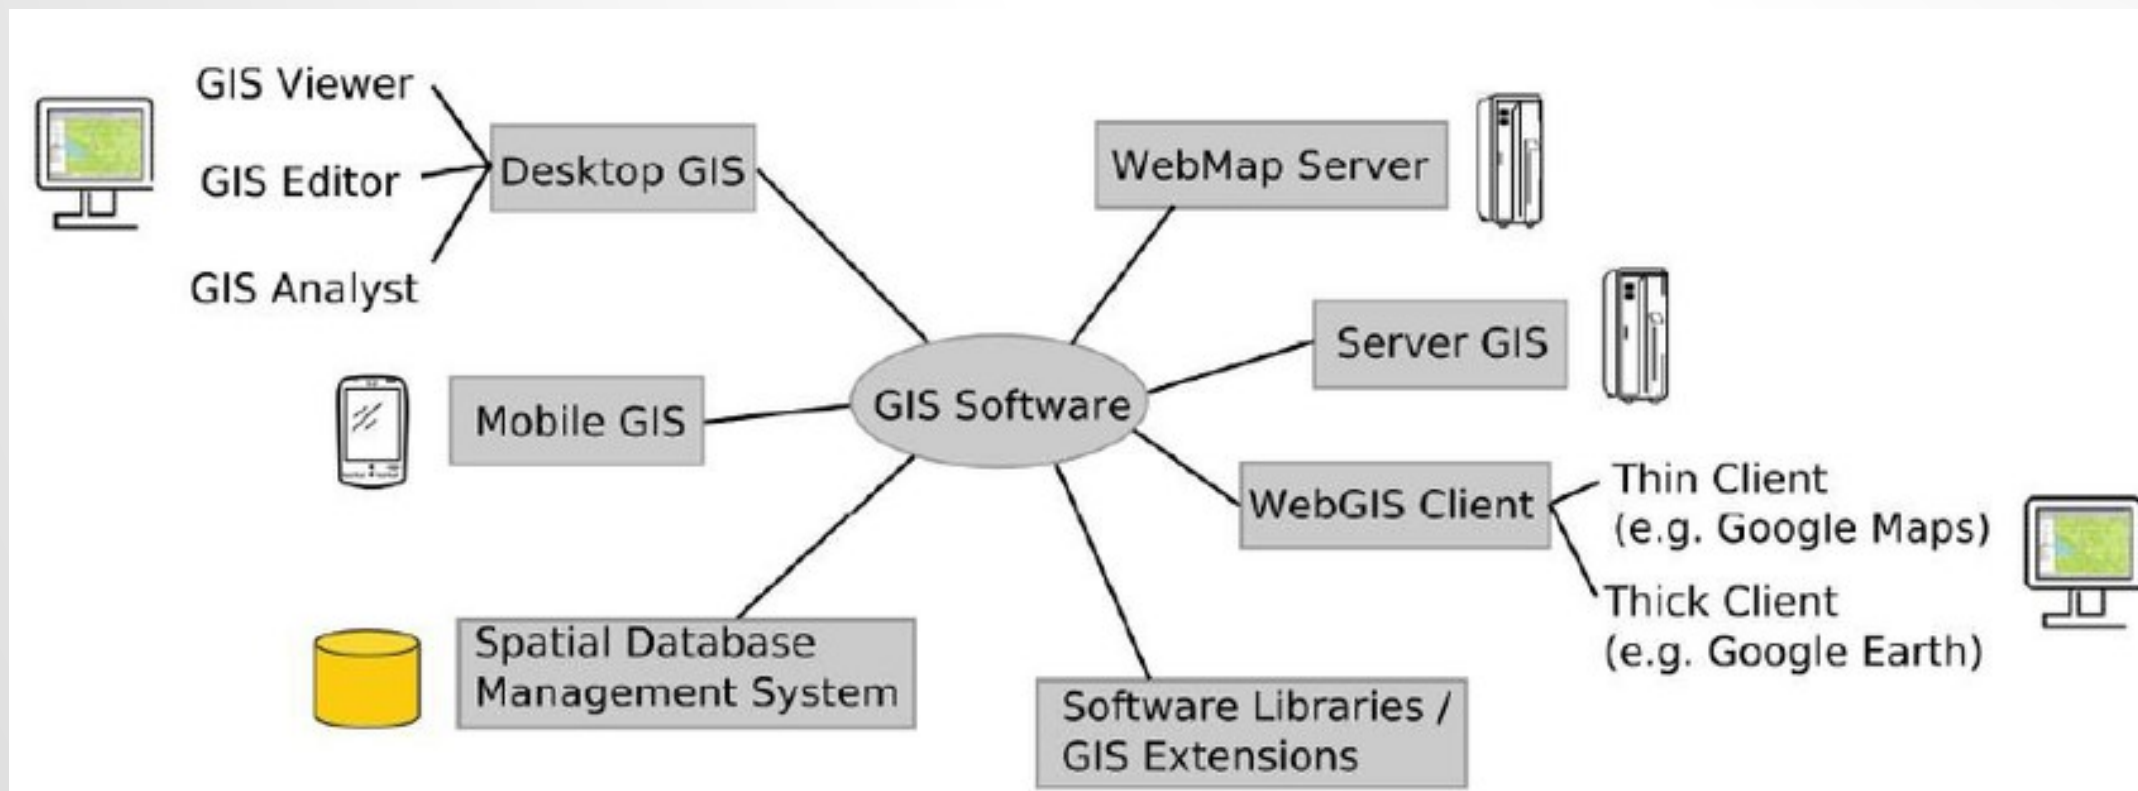 GIS Viewer
GIS Editor
GIS Analyst
Desktop GIS
WebMap Server
Server GIS
Mobile GIS
GIS Software
WebGIS Client
Thin Client
(e.g. Google Maps)
Thick Client
(e.g. Google Earth)
Spatial Database
Management System
Software Libraries /
GIS Extensions